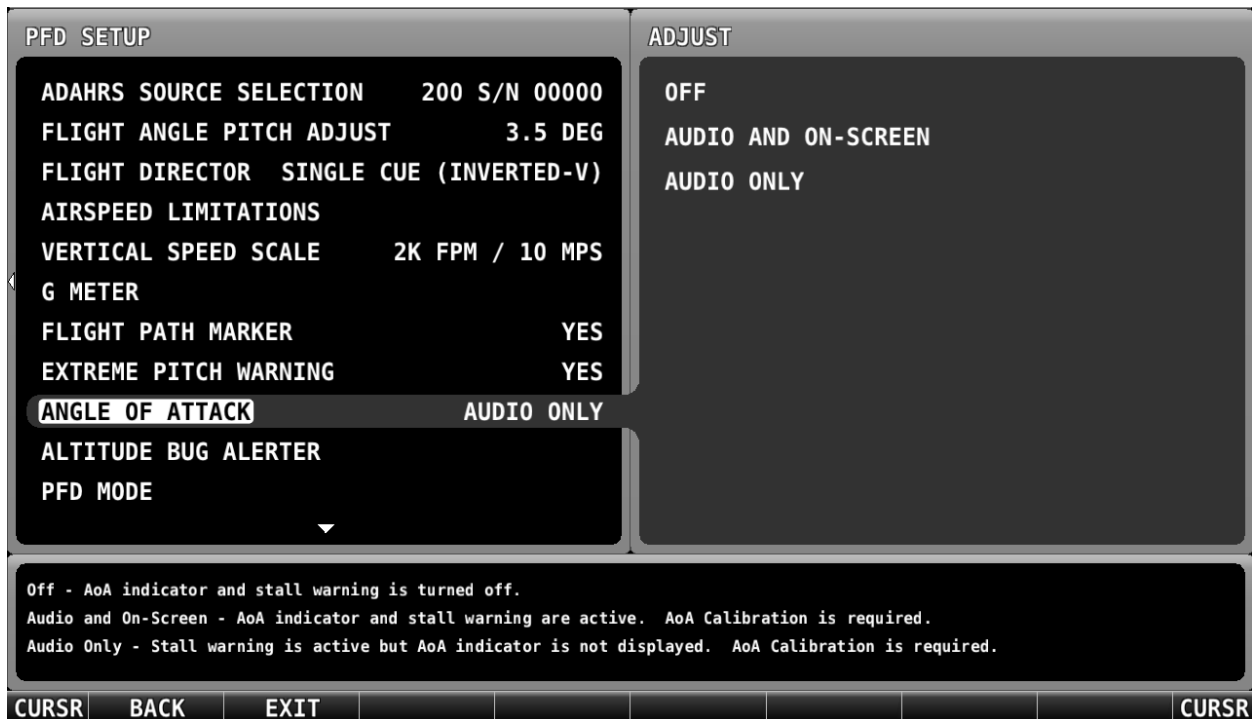 PFD SETUP
ADAHRS SOURCE SELECTION 200 S/N 00000
FLIGHT ANGLE PITCH ADJUST 3.5 DEG
FLIGHT DIRECTOR SINGLE CUE (INVERTED-V)
AIRSPEED LIMITATIONS
VERTICAL SPEED SCALE 2K FPM / 10 MPS
G METER
FLIGHT PATH MARKER YES
EXTREME PITCH WARNING YES
ANGLE OF ATTACK AUDIO ONLY
ALTITUDE BUG ALERTER
PFD MODE
ADJUST
OFF
AUDIO AND ON-SCREEN
AUDIO ONLY
Off - AoA indicator and stall warning is turned off.
Audio and On-Screen - AoA indicator and stall warning are active. AoA Calibration is required.
Audio Only - Stall warning is active but AoA indicator is not displayed. AoA Calibration is required.
CURSR BACK EXIT CURSR